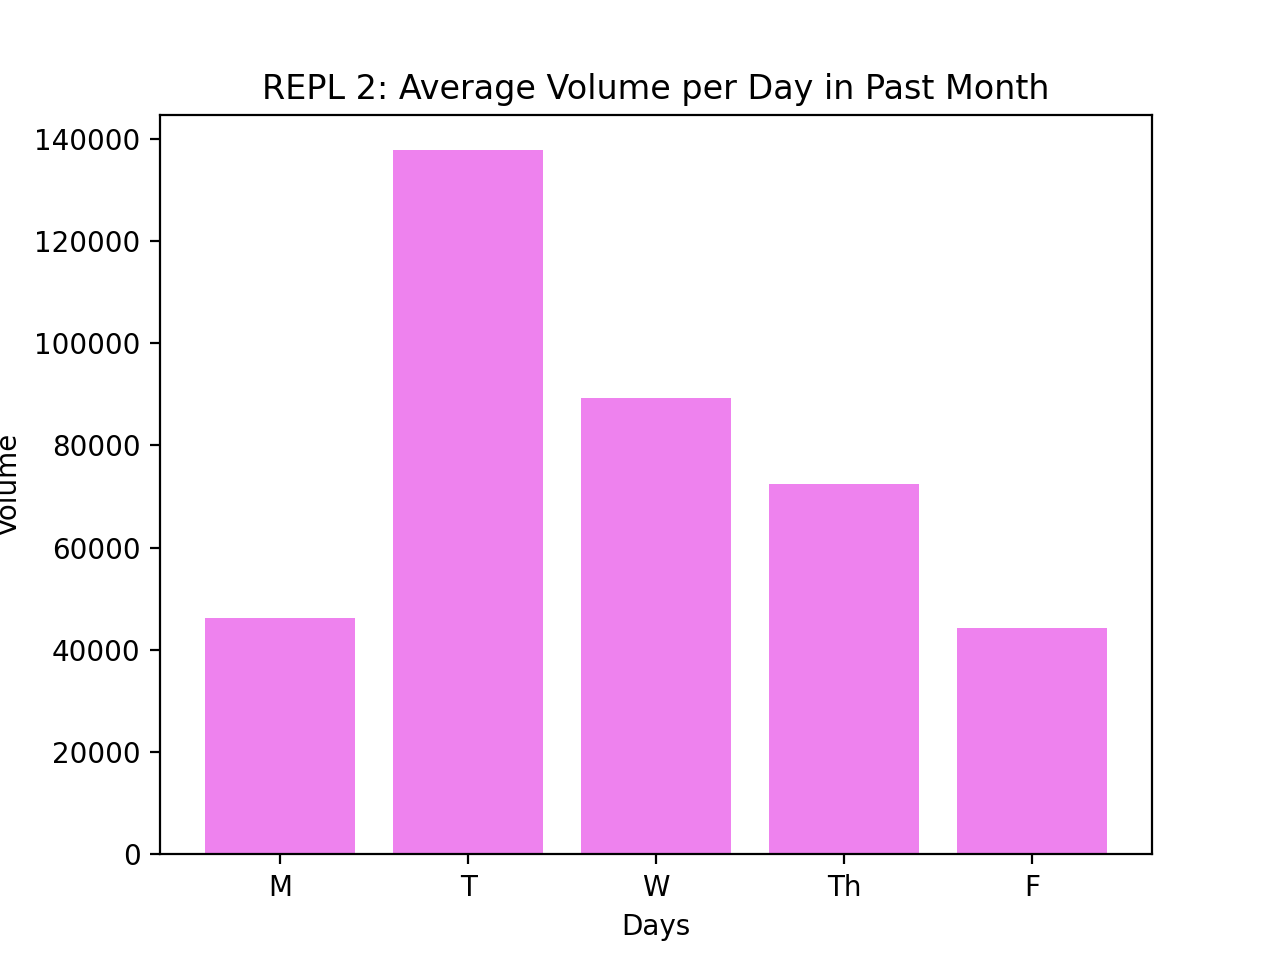 REPL 2: Average Volume per Day in Past Month
140000
120000
100000
80000
60000
40000
20000
0
Volume
M T W Th F
Days